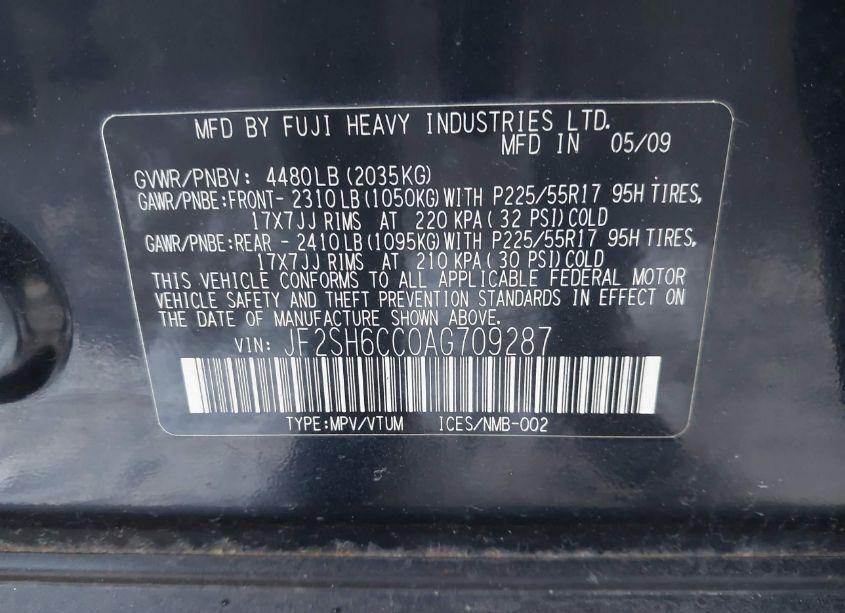 MFD BY FUJI HEAVY INDUSTRIES LTD.
MFD IN 05/09
GVWR/PNBV: 4480LB(2035KG)
GAWR/PNBE:FRONT- 2310LB(1050KG)WITH P225/55R17 95H TIRES,
17X7JJ RIMS AT 220 KPA( 32 PSI)COLD
GAWR/PNBE:REAR - 2410LB(1095KG)WITH P225/55R17 95H TIRES,
17X7JJ RIMS AT 210 KPA( 30 PSI)COLD
THIS VEHICLE CONFORMS TO ALL APPLICABLE FEDERAL MOTOR
VEHICLE SAFETY AND THEFT PREVENTION STANDARDS IN EFFECT ON
THE DATE OF MANUFACTURE SHOWN ABOVE.
VIN: JF2SH6CC0AG709287
TYPE:MPV/VTUM ICES/NMB-002